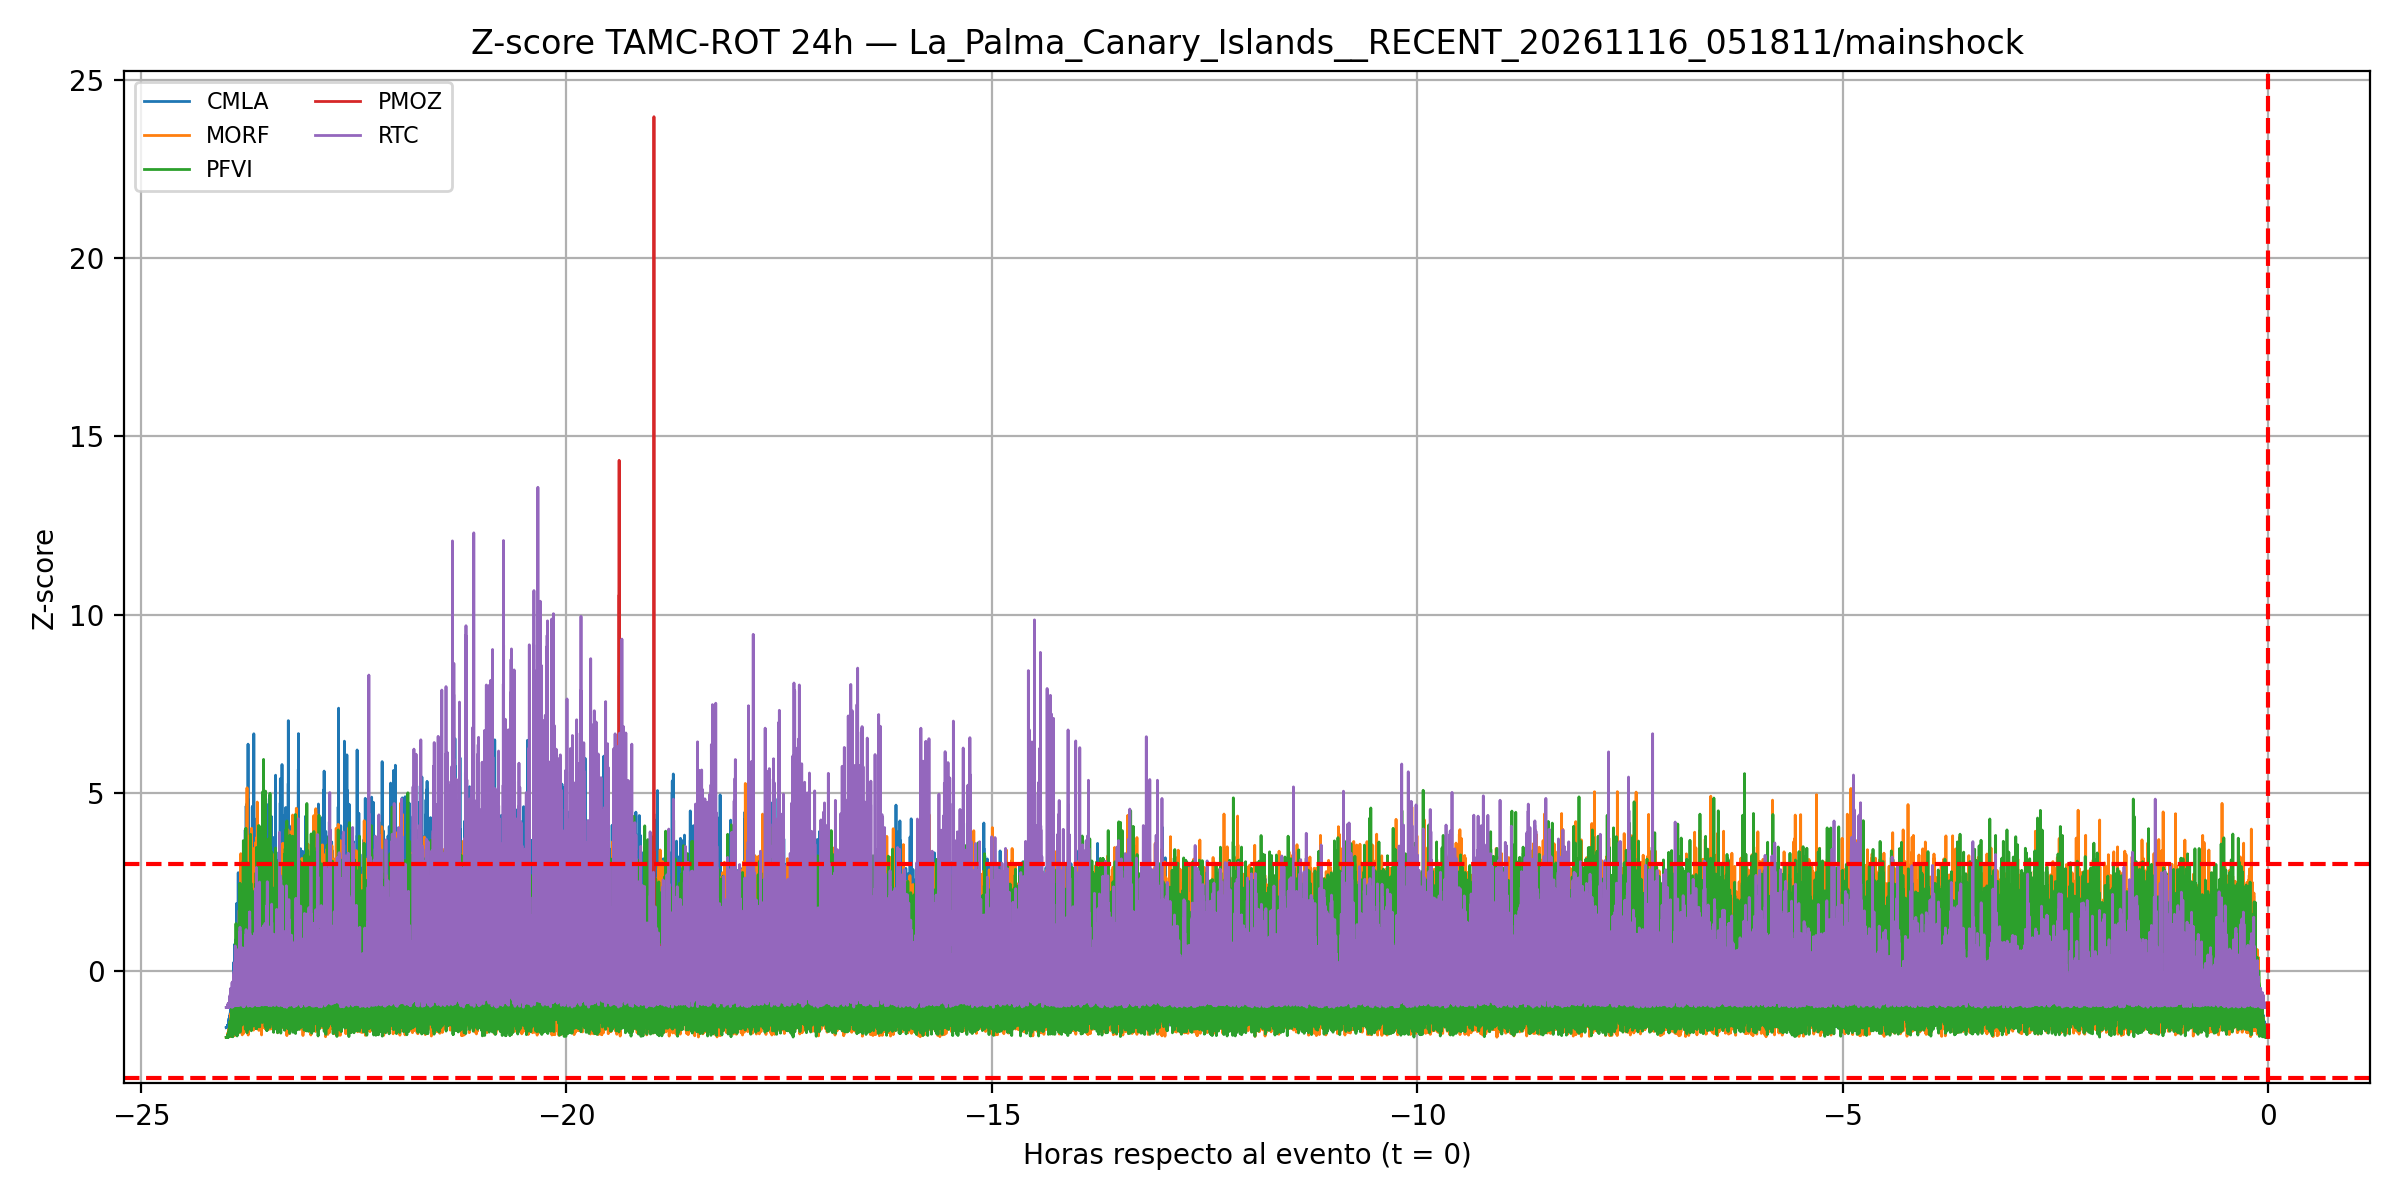 Z-score TAMC-ROT 24h — La_Palma_Canary_Islands__RECENT_20261116_051811/mainshock
CMLA
MORF
PFVI
PMOZ
RTC
25
20
15
10
5
0
Z-score
−25
−20
−15
−10
−5
0
Horas respecto al evento (t = 0)